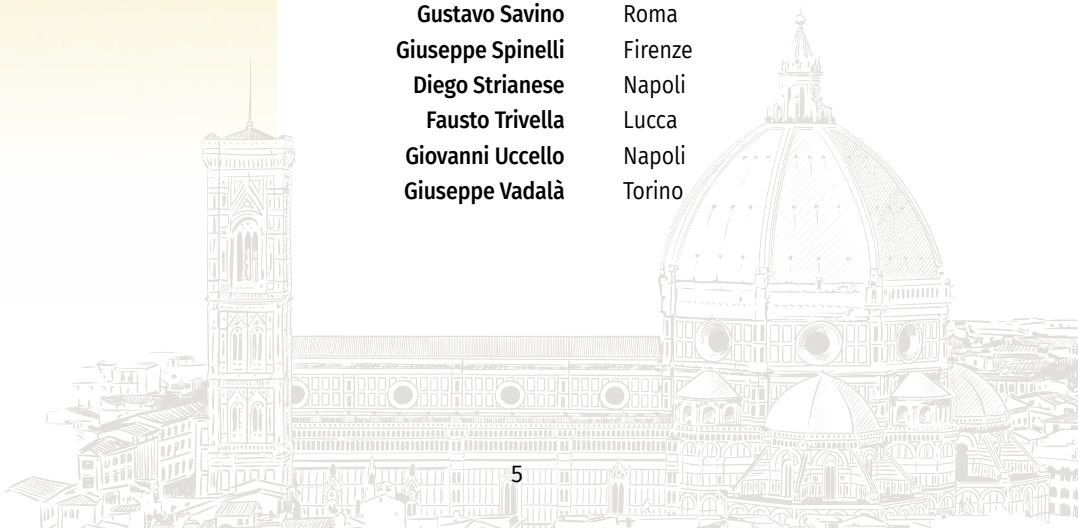 Gustavo Savino Roma
Giuseppe Spinelli Firenze
Diego Strianese Napoli
Fausto Trivella Lucca
Giovanni Uccello Napoli
Giuseppe Vadalà Torino
5